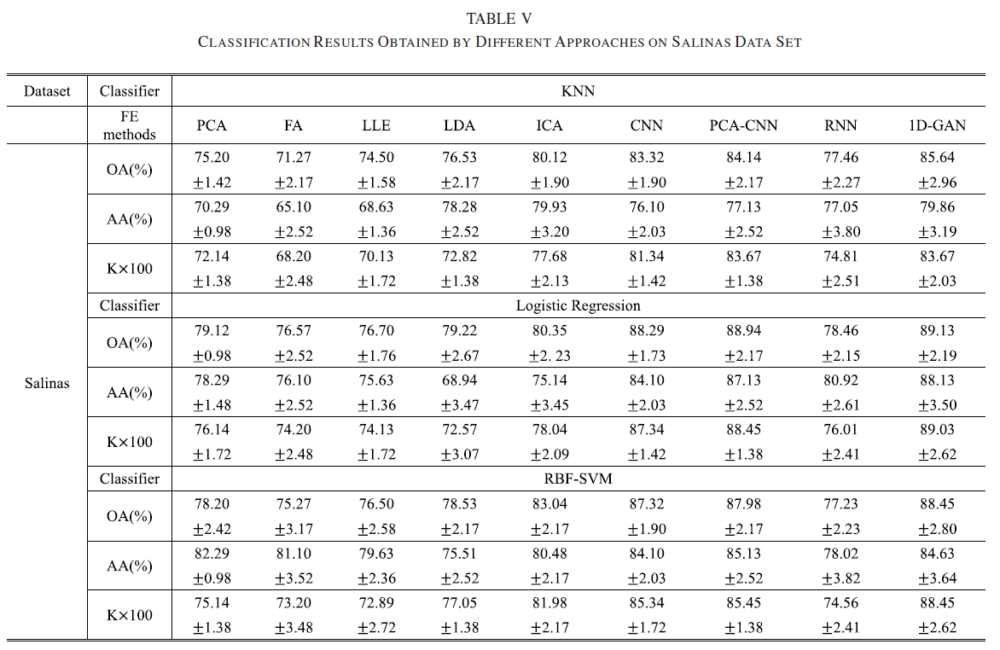 TABLE V
CLASSIFICATION RESULTS OBTAINED BY DIFFERENT APPROACHES ON SALINAS DATA SET
Dataset Classifier KNN
FE methods PCA FA LLE LDA ICA CNN PCA-CNN RNN 1D-GAN
Salinas
OA(%) 75.20 71.27 74.50 76.53 80.12 83.32 84.14 77.46 85.64
±1.42 ±2.17 ±1.58 ±2.17 ±1.90 ±1.90 ±2.17 ±2.27 ±2.96
AA(%) 70.29 65.10 68.63 78.28 79.93 76.10 77.13 77.05 79.86
±0.98 ±2.52 ±1.36 ±2.52 ±3.20 ±2.03 ±2.52 ±3.80 ±3.19
K×100 72.14 68.20 70.13 72.82 77.68 81.34 83.67 74.81 83.67
±1.38 ±2.48 ±1.72 ±1.38 ±2.13 ±1.42 ±1.38 ±2.51 ±2.03
Classifier Logistic Regression
OA(%) 79.12 76.57 76.70 79.22 80.35 88.29 88.94 78.46 89.13
±0.98 ±2.52 ±1.76 ±2.67 ±2. 23 ±1.73 ±2.17 ±2.15 ±2.19
AA(%) 78.29 76.10 75.63 68.94 75.14 84.10 87.13 80.92 88.13
±1.48 ±2.52 ±1.36 ±3.47 ±3.45 ±2.03 ±2.52 ±2.61 ±3.50
K×100 76.14 74.20 74.13 72.57 78.04 87.34 88.45 76.01 89.03
±1.72 ±2.48 ±1.72 ±3.07 ±2.09 ±1.42 ±1.38 ±2.41 ±2.62
Classifier RBF-SVM
OA(%) 78.20 75.27 76.50 78.53 83.04 87.32 87.98 77.23 88.45
±2.42 ±3.17 ±2.58 ±2.17 ±2.17 ±1.90 ±2.17 ±2.23 ±2.80
AA(%) 82.29 81.10 79.63 75.51 80.48 84.10 85.13 78.02 84.63
±0.98 ±3.52 ±2.36 ±2.52 ±2.17 ±2.03 ±2.52 ±3.82 ±3.64
K×100 75.14 73.20 72.89 77.05 81.98 85.34 85.45 74.56 88.45
±1.38 ±3.48 ±2.72 ±1.38 ±2.17 ±1.72 ±1.38 ±2.41 ±2.62